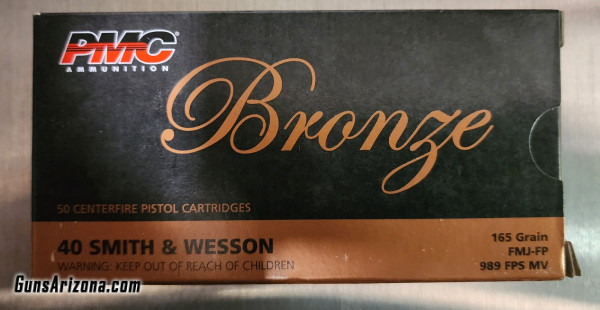 PMC
AMMUNITION
Bronze
50 CENTERFIRE PISTOL CARTRIDGES
40 SMITH & WESSON
WARNING: KEEP OUT OF REACH OF CHILDREN
165 Grain
FMJ-FP
989 FPS MV
GunsArizona.com